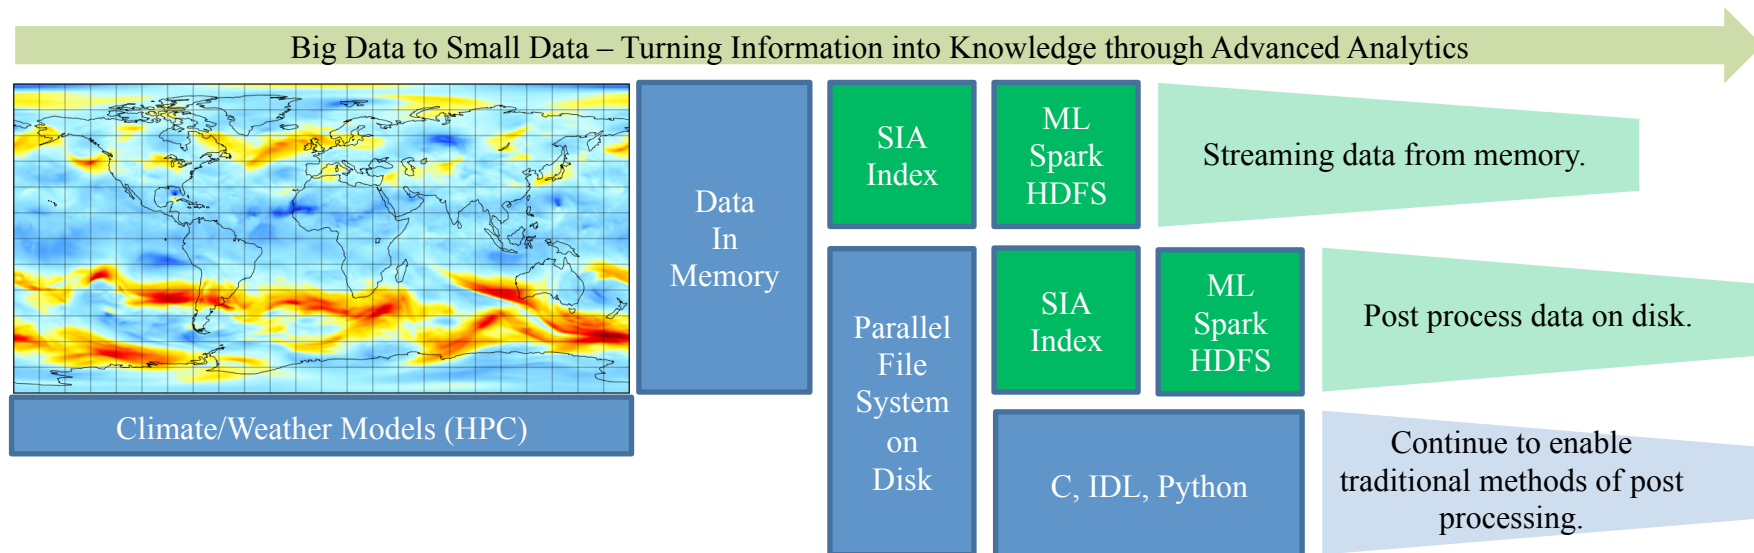 Big Data to Small Data – Turning Information into Knowledge through Advanced Analytics
Climate/Weather Models (HPC)
Data
In
Memory
SIA
Index
ML
Spark
HDFS
Streaming data from memory.
Parallel
File
System
on
Disk
SIA
Index
ML
Spark
HDFS
Post process data on disk.
C, IDL, Python
Continue to enable
traditional methods of post
processing.